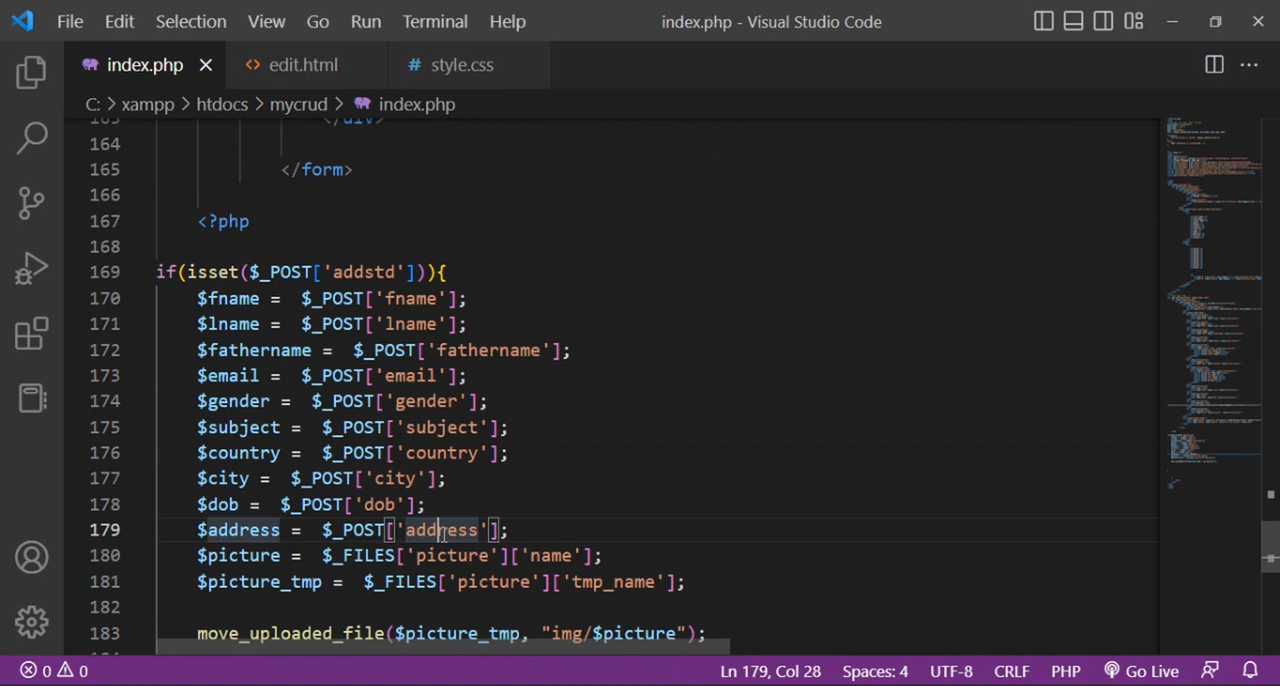 File Edit Selection View Go Run Terminal Help index.php - Visual Studio Code
index.php edit.html style.css
C: > xampp > htdocs > mycrud > index.php
163 </div>
164
165 </form>
166
167 <?php
168
169 if(isset($_POST['addstd'])){
170 $fname = $_POST['fname'];
171 $lname = $_POST['lname'];
172 $fathername = $_POST['fathername'];
173 $email = $_POST['email'];
174 $gender = $_POST['gender'];
175 $subject = $_POST['subject'];
176 $country = $_POST['country'];
177 $city = $_POST['city'];
178 $dob = $_POST['dob'];
179 $address = $_POST['address'];
180 $picture = $_FILES['picture']['name'];
181 $picture_tmp = $_FILES['picture']['tmp_name'];
182
183 move_uploaded_file($picture_tmp, "img/$picture");
0 0 Ln 179, Col 28 Spaces: 4 UTF-8 CRLF PHP Go Live